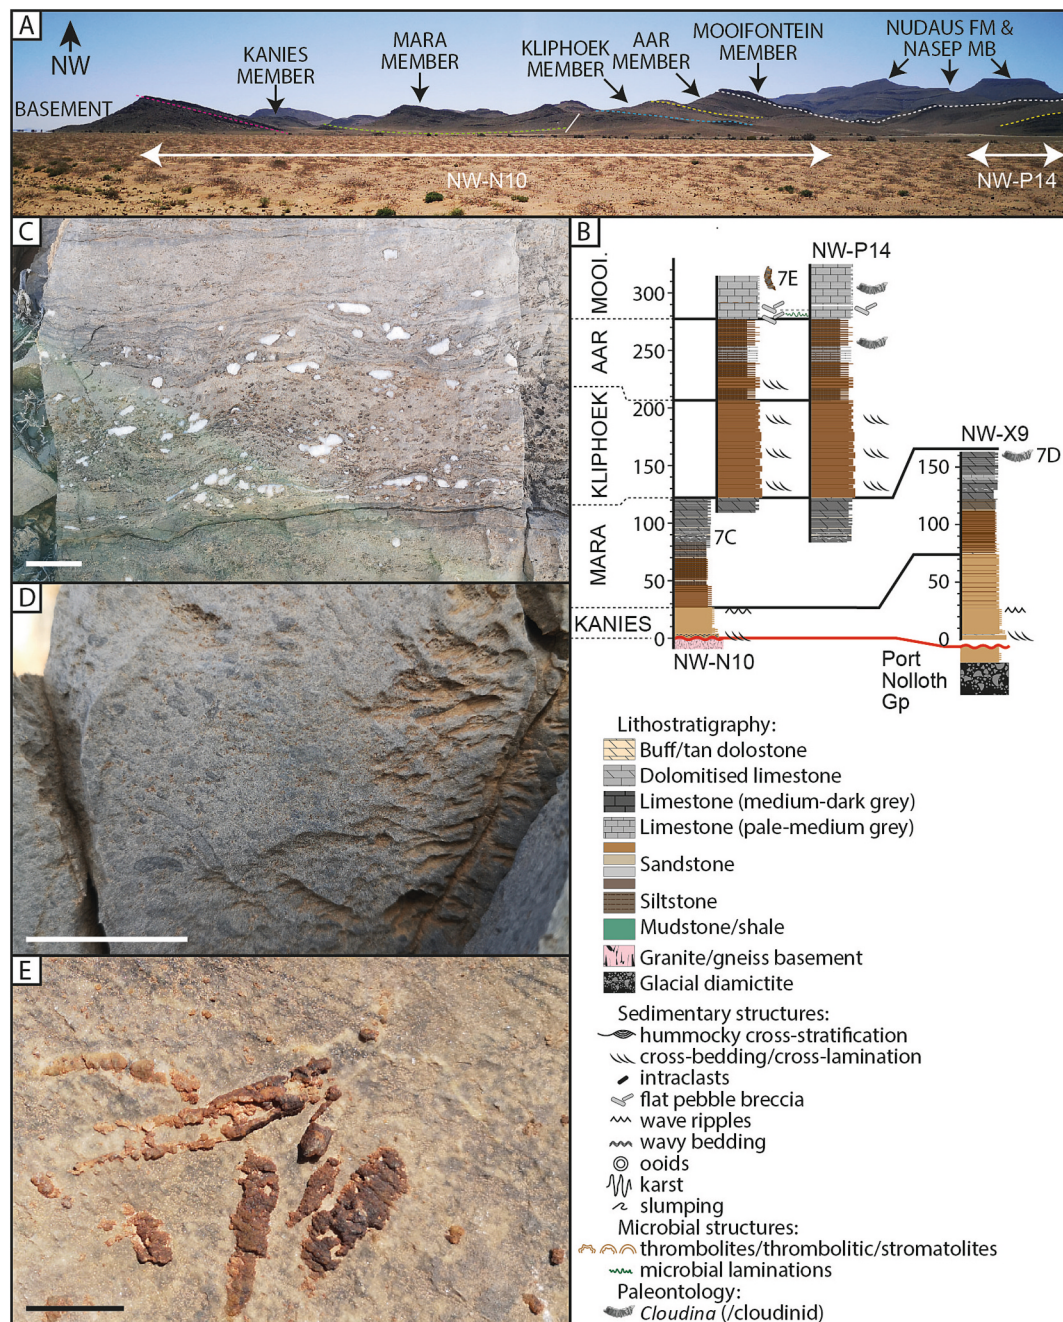 A
NW
BASEMENT
KANIES
MEMBER
MARA
MEMBER
KLIPHOEK
MEMBER
AAR
MEMBER
MOOIFONTEIN
MEMBER
NUDAUS FM &
NASEP MB
NW-N10
NW-P14
C
B
NW-P14
7E
MOOI.
AAR
KLIPHOEK
MARA
KANIES
300
250
200
150
100
50
0
7C
NW-N10
NW-X9
7D
150
100
50
0
Port
Nolloth
Gp
D
E
Lithostratigraphy:
Buff/tan dolostone
Dolomitised limestone
Limestone (medium-dark grey)
Limestone (pale-medium grey)
Sandstone
Siltstone
Mudstone/shale
Granite/gneiss basement
Glacial diamictite
Sedimentary structures:
hummocky cross-stratification
cross-bedding/cross-lamination
intraclasts
flat pebble breccia
wave ripples
wavy bedding
ooids
karst
slumping
Microbial structures:
thrombolites/thrombolitic/stromatolites
microbial laminations
Paleontology:
Cloudina (/cloudinid)